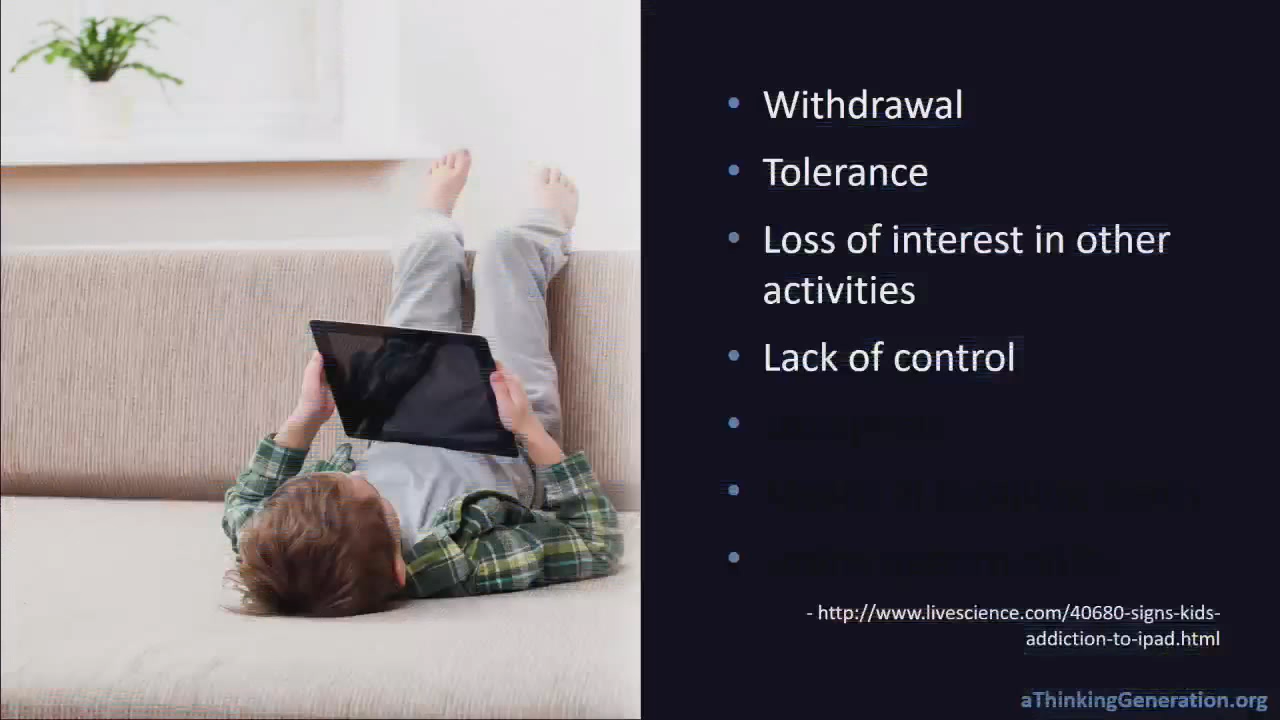 • Withdrawal
• Tolerance
• Loss of interest in other
activities
• Lack of control
•
•
•
- http://www.livescience.com/40680-signs-kids-
addiction-to-ipad.html
aThinkingGeneration.org